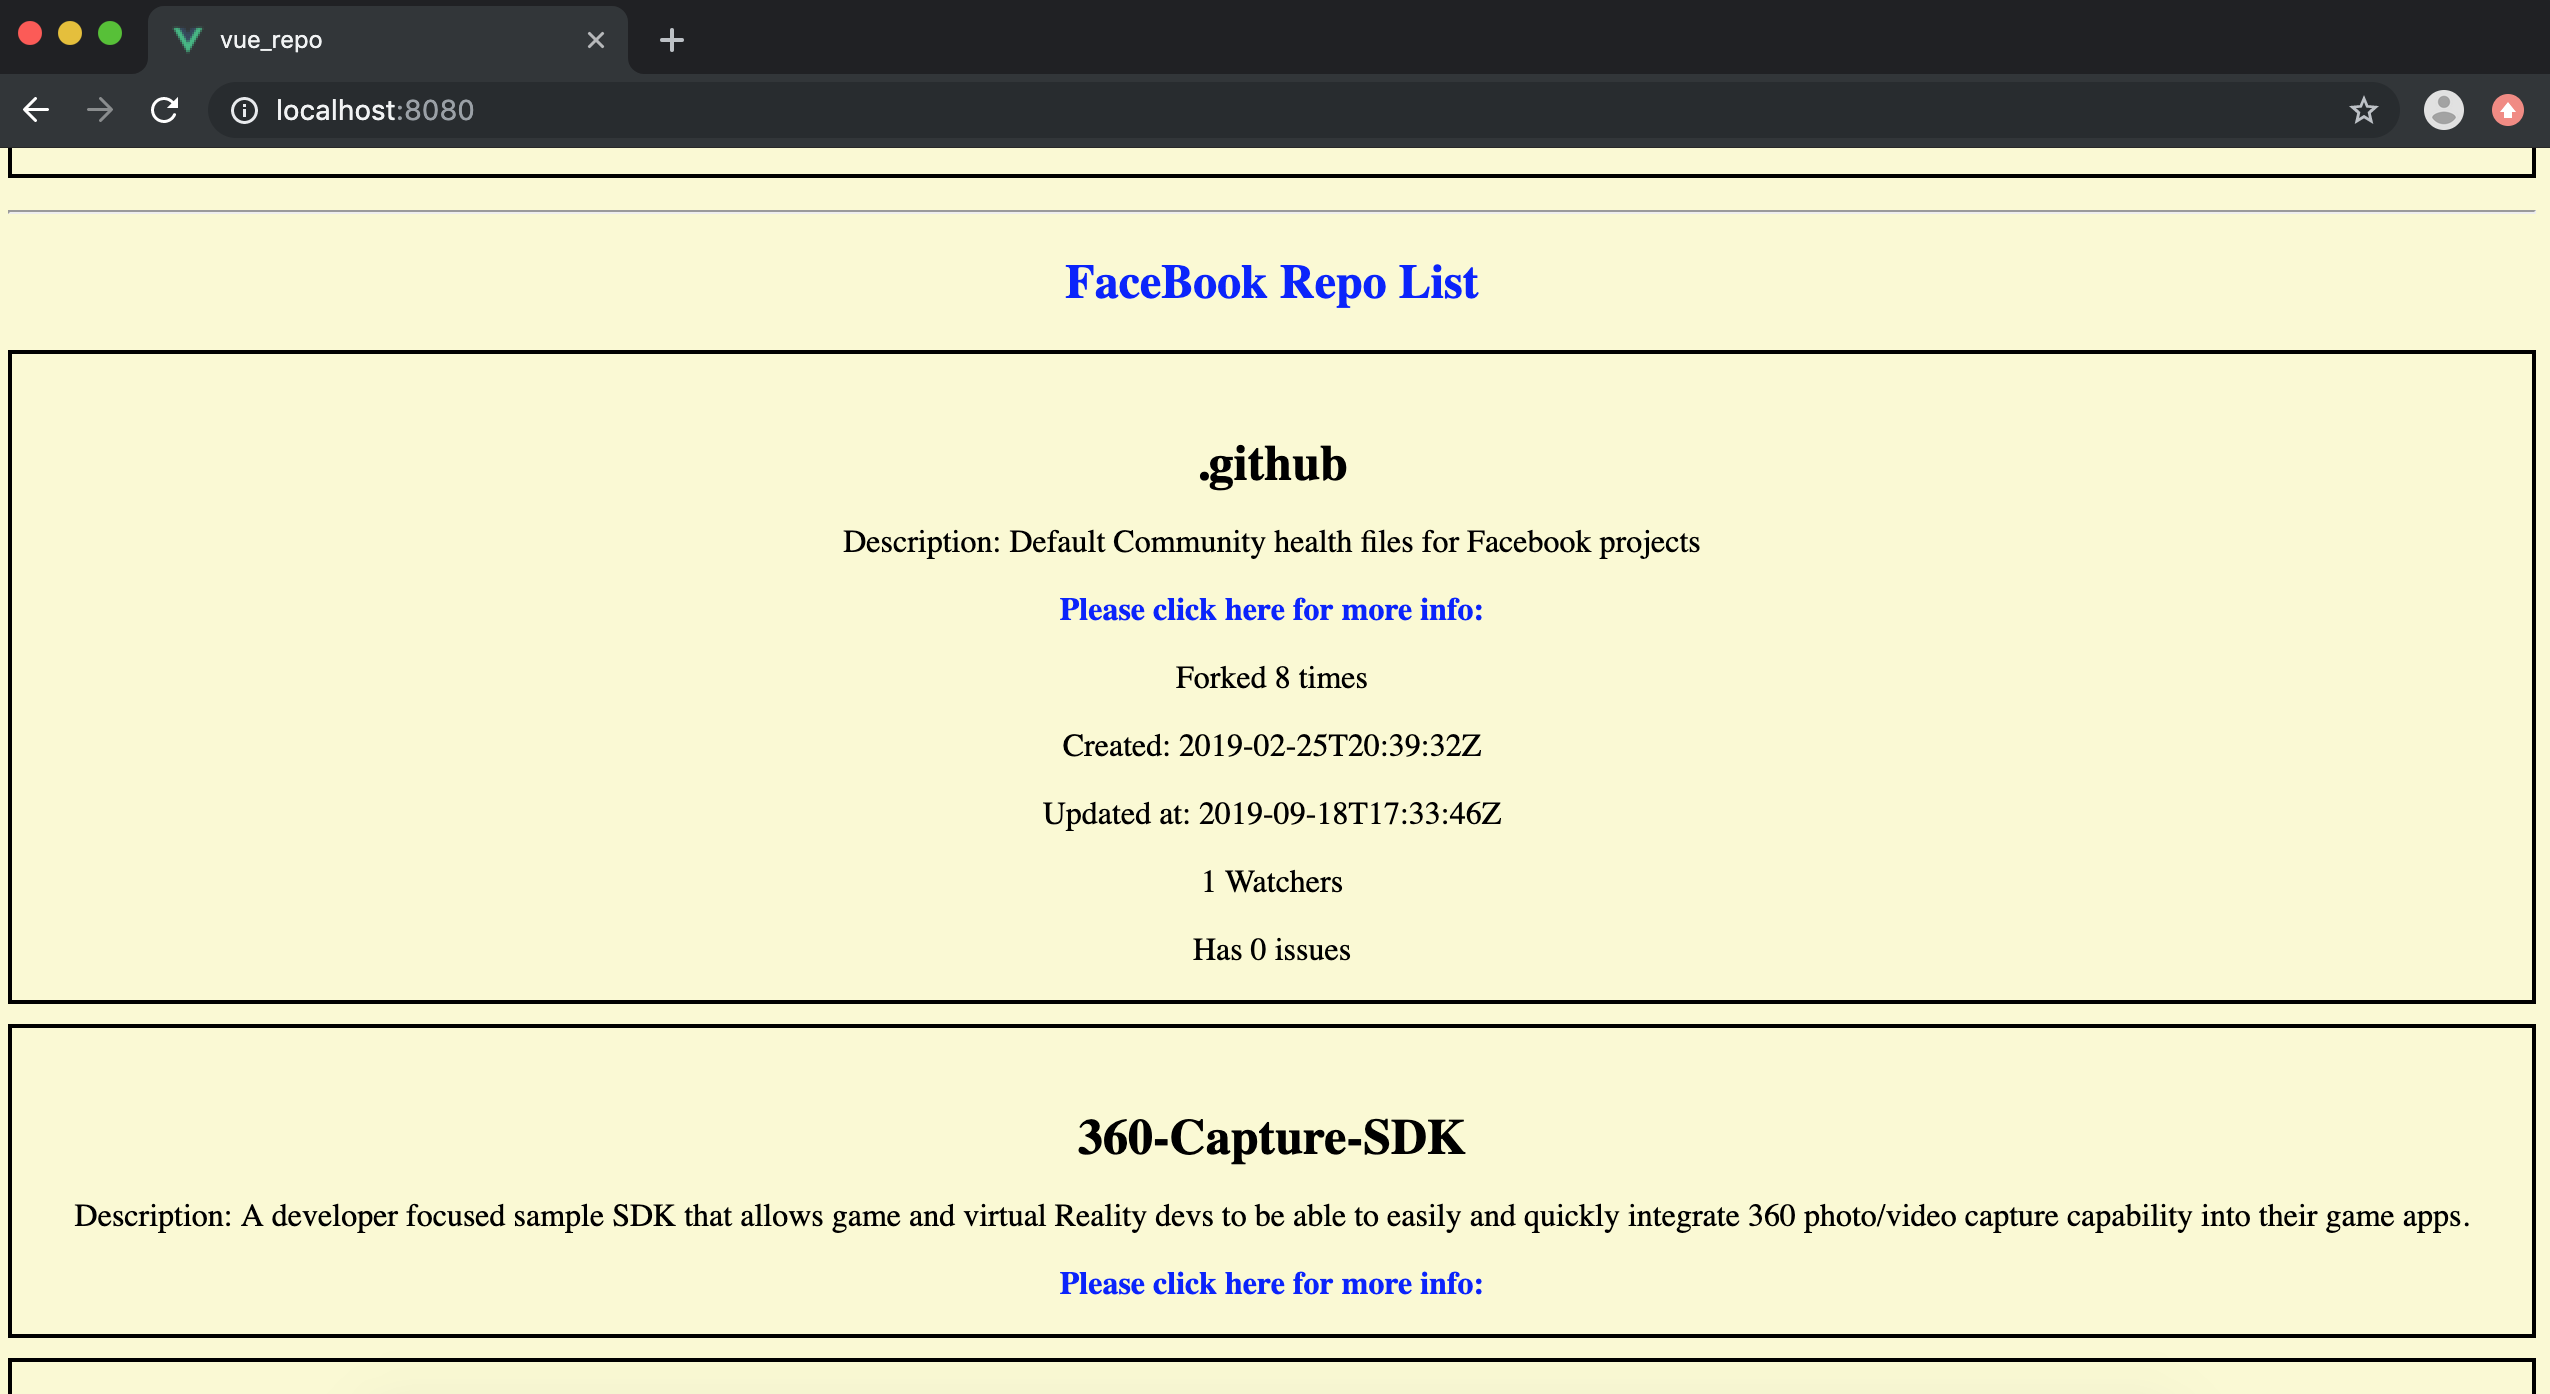 vue_repo
localhost:8080
FaceBook Repo List
.github
Description: Default Community health files for Facebook projects
Please click here for more info:
Forked 8 times
Created: 2019-02-25T20:39:32Z
Updated at: 2019-09-18T17:33:46Z
1 Watchers
Has 0 issues
360-Capture-SDK
Description: A developer focused sample SDK that allows game and virtual Reality devs to be able to easily and quickly integrate 360 photo/video capture capability into their game apps.
Please click here for more info: